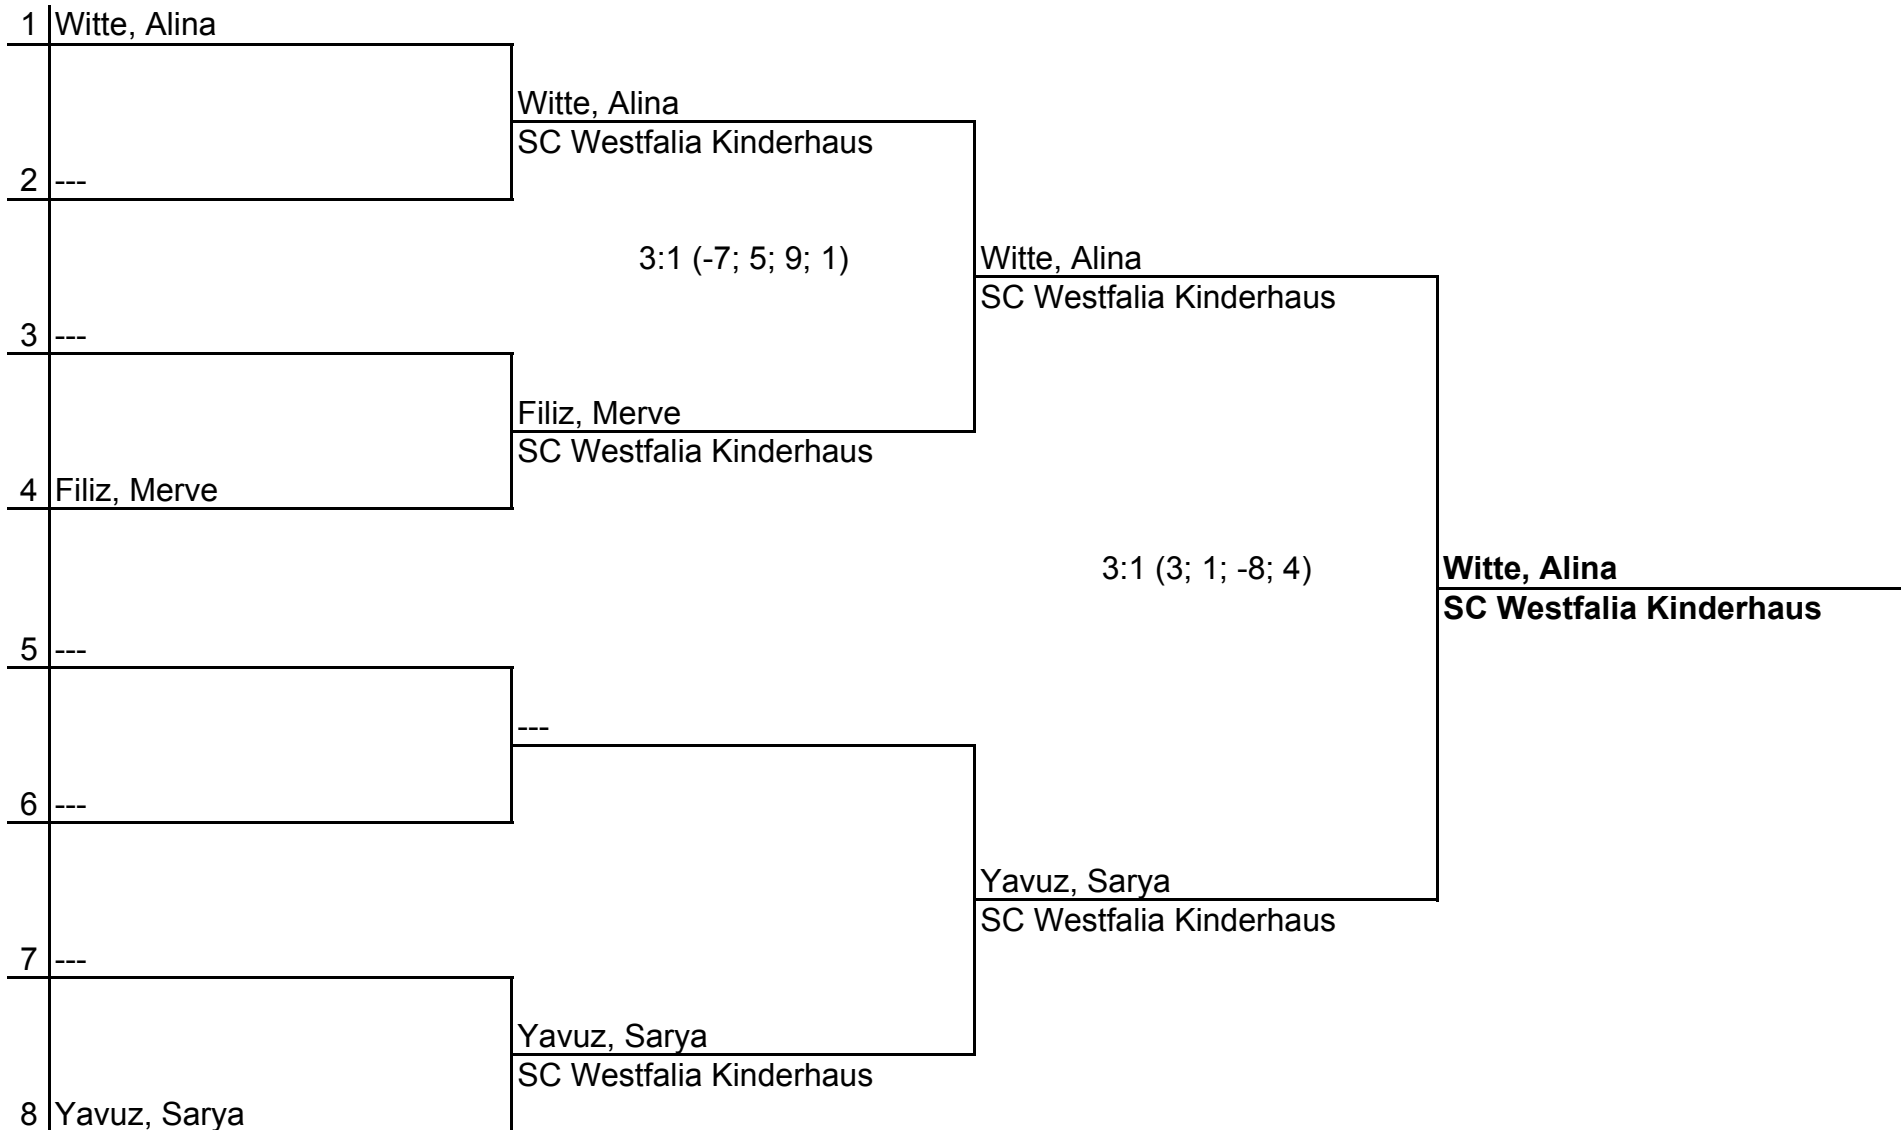 1 Witte, Alina
Witte, Alina
SC Westfalia Kinderhaus
2 ---
3:1 (-7; 5; 9; 1)
Witte, Alina
SC Westfalia Kinderhaus
3 ---
Filiz, Merve
SC Westfalia Kinderhaus
4 Filiz, Merve
3:1 (3; 1; -8; 4)
Witte, Alina
SC Westfalia Kinderhaus
5 ---
---
6 ---
Yavuz, Sarya
SC Westfalia Kinderhaus
7 ---
Yavuz, Sarya
SC Westfalia Kinderhaus
8 Yavuz, Sarya